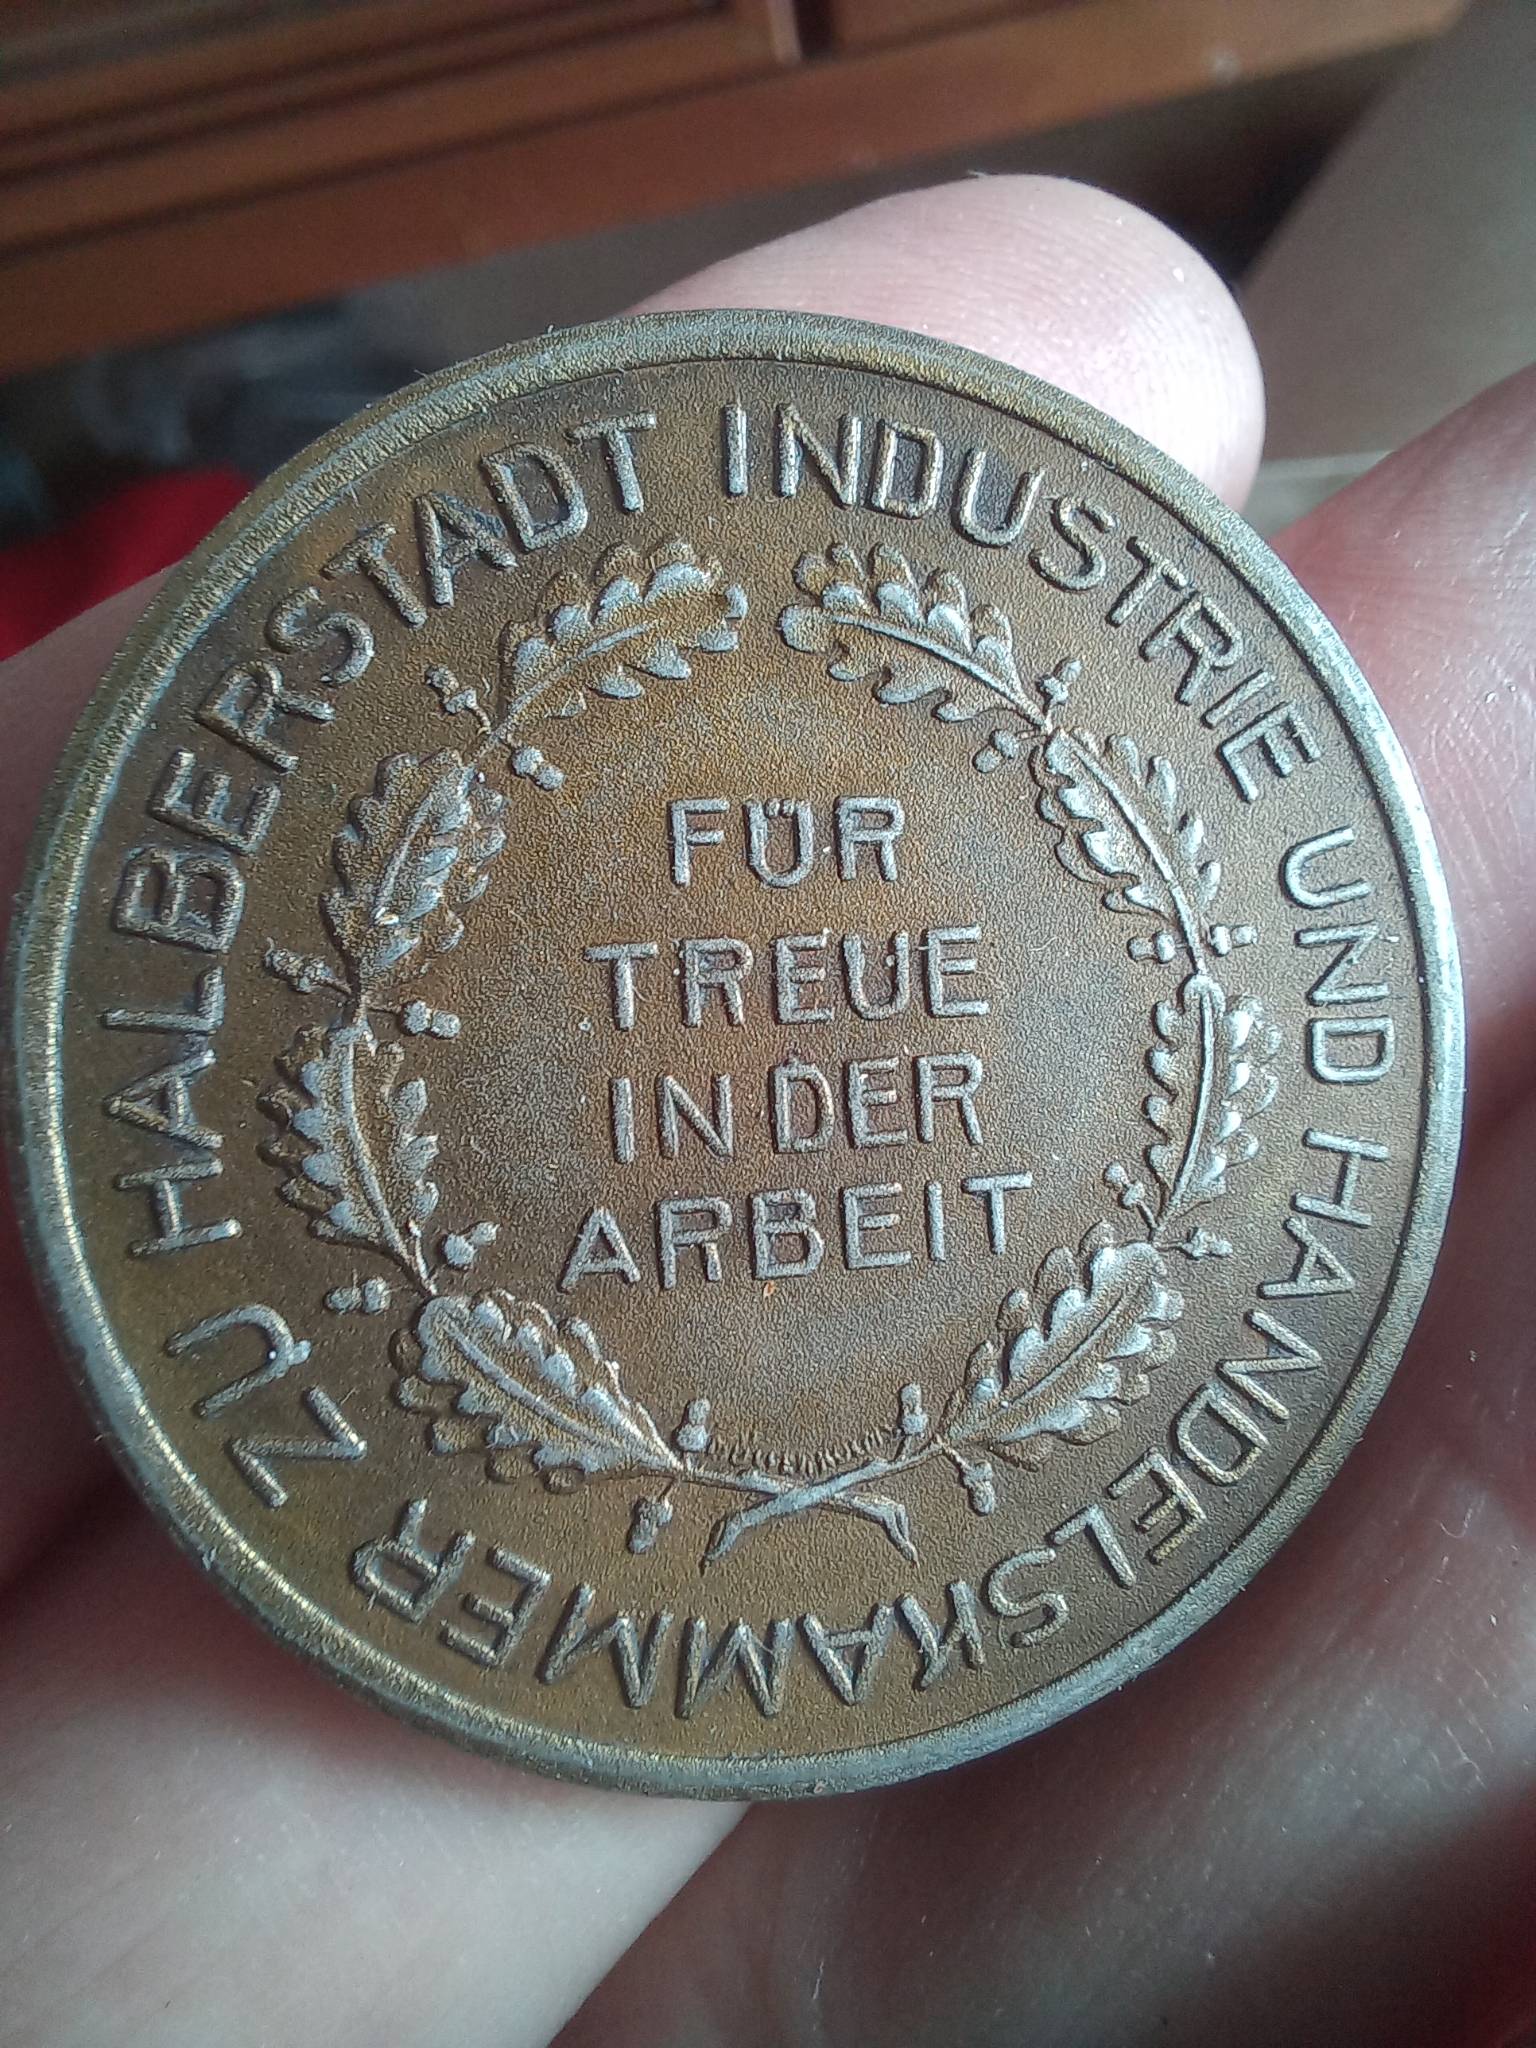 INDUSTRIE UND HANDELSKAMMER ZU HALBERSTADT
FÜR
TREUE
IN DER
ARBEIT